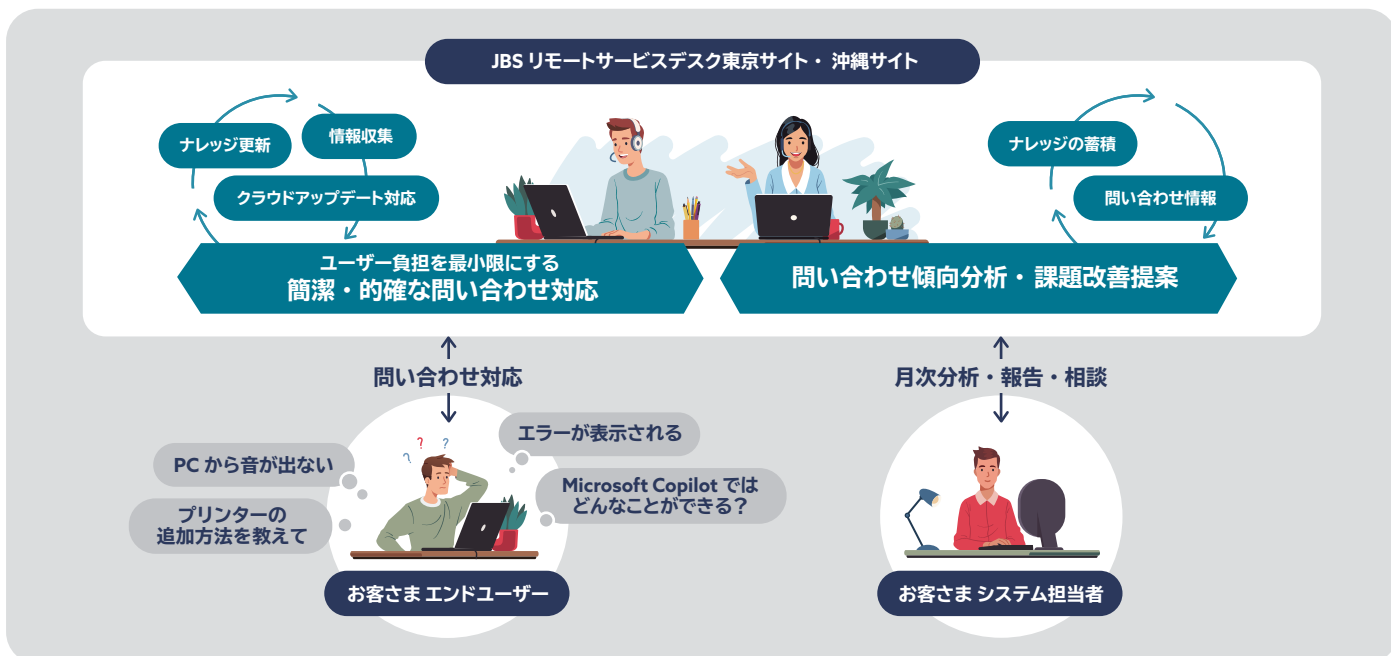 JBS リモートサービスデスク東京サイト・ 沖縄サイト
ナレッジ更新
情報収集
クラウドアップデート対応
ナレッジの蓄積
問い合わせ情報
ユーザー負担を最小限にする
簡潔・的確な問い合わせ対応
問い合わせ傾向分析・ 課題改善提案
問い合わせ対応
月次分析・報告・相談
? ? ?
エラーが表示される
PC から音が出ない
Microsoft Copilot では
どんなことができる？
プリンターの
追加方法を教えて
お客さま エンドユーザー
お客さま システム担当者